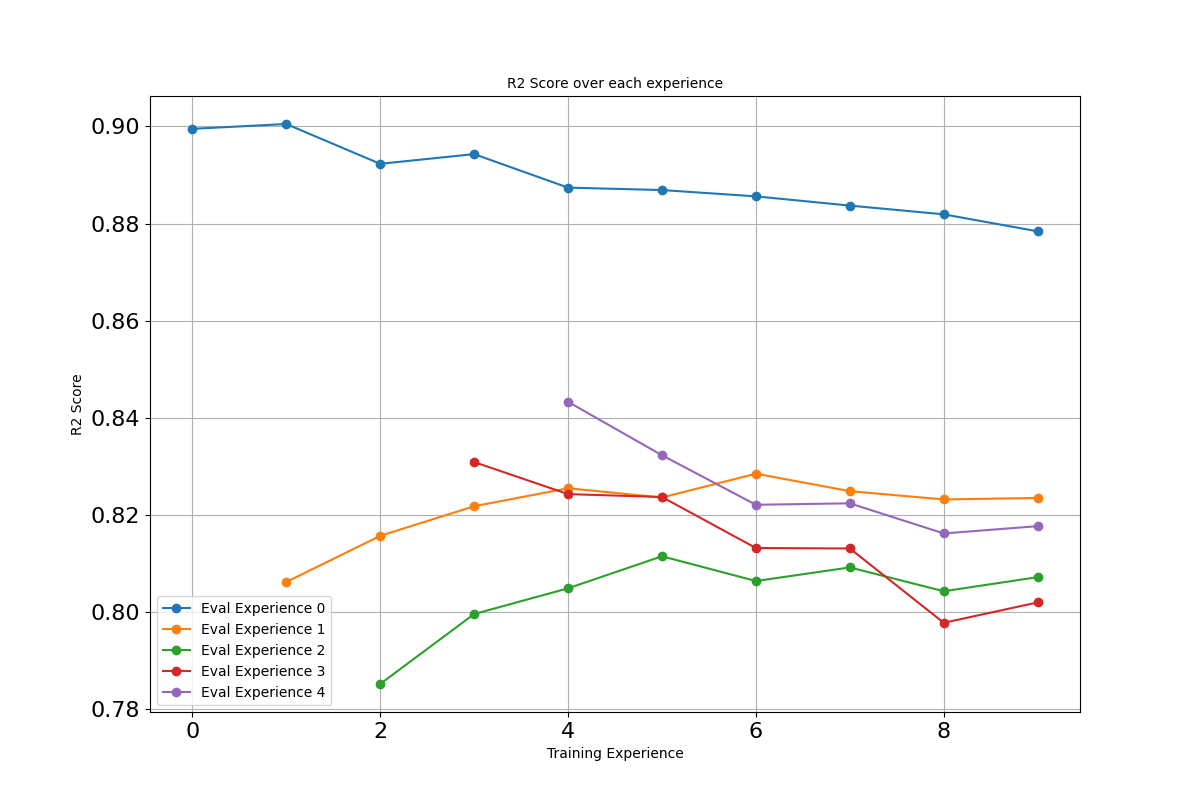 R2 Score over each experience
R2 Score
0.90
0.88
0.86
0.84
0.82
0.80
0.78
Eval Experience 0
Eval Experience 1
Eval Experience 2
Eval Experience 3
Eval Experience 4
0 2 4 6 8
Training Experience